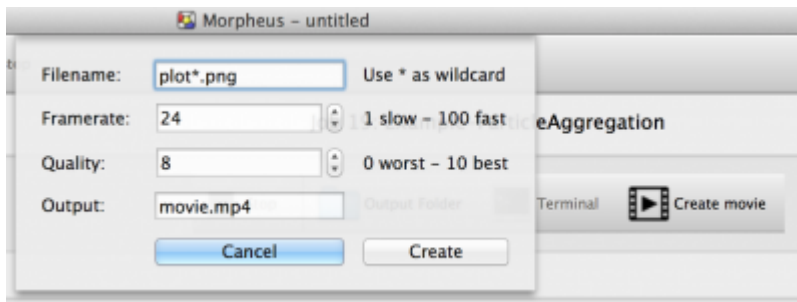 Morpheus – untitled
Filename: plot*.png Use * as wildcard
Framerate: 24 1 slow – 100 fast
eAggregation
Quality: 8 0 worst – 10 best
Output: movie.mp4 Output Folder Terminal Create movie
Cancel Create